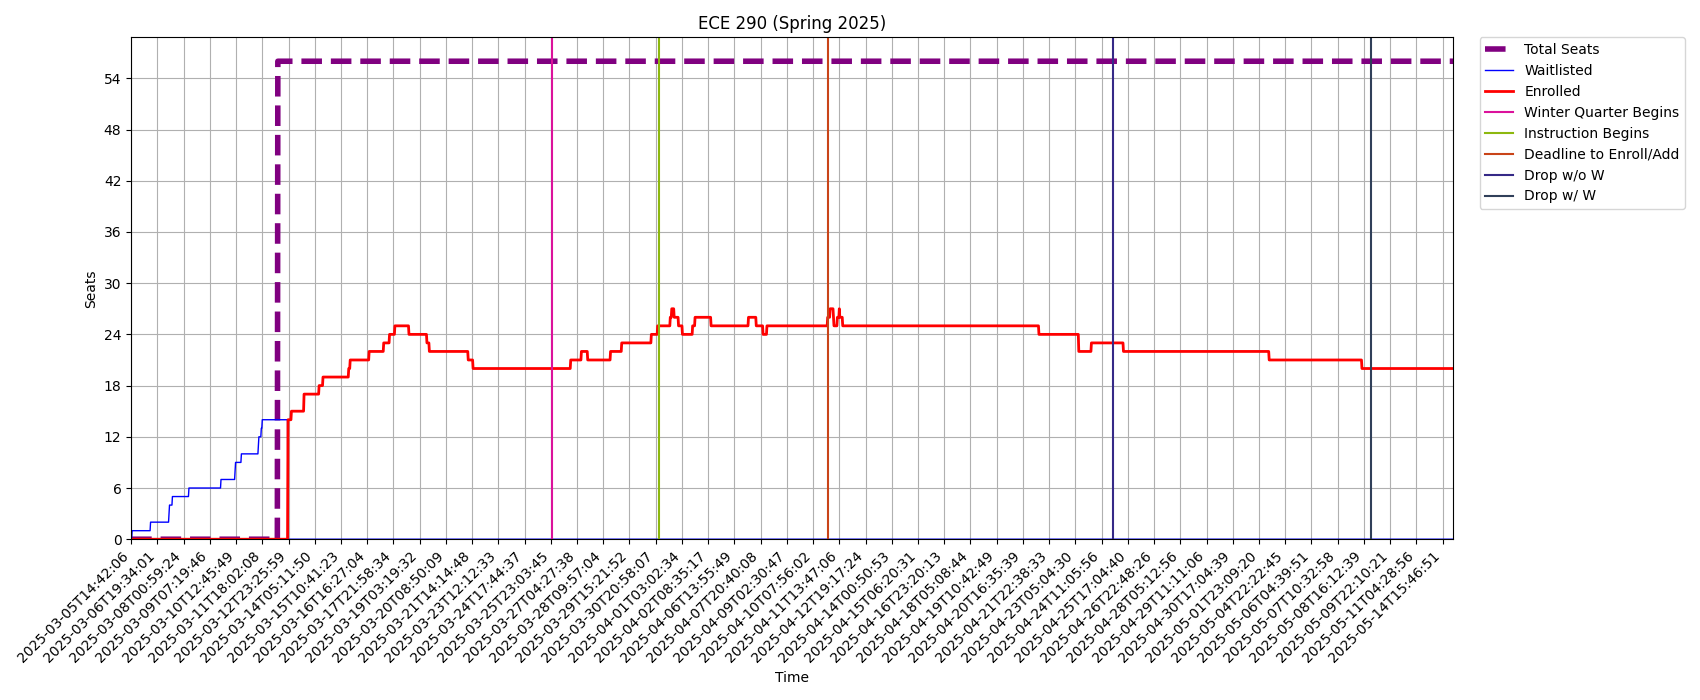 ECE 290 (Spring 2025)
Total Seats
Waitlisted
Enrolled
Winter Quarter Begins
Instruction Begins
Deadline to Enroll/Add
Drop w/o W
Drop w/ W
Seats
54
48
42
36
30
24
18
12
6
0
2025-03-05T14:42:06
2025-03-06T19:34:01
2025-03-08T00:59:24
2025-03-09T07:19:46
2025-03-10T12:45:49
2025-03-11T18:02:08
2025-03-12T23:25:59
2025-03-14T05:11:50
2025-03-15T10:41:23
2025-03-16T16:27:04
2025-03-17T21:58:34
2025-03-19T03:19:32
2025-03-20T08:50:09
2025-03-21T14:14:48
2025-03-23T12:12:33
2025-03-24T17:44:37
2025-03-25T23:03:45
2025-03-27T04:27:38
2025-03-28T09:57:04
2025-03-29T15:21:52
2025-03-30T20:58:07
2025-04-01T03:02:34
2025-04-02T08:35:17
2025-04-06T13:55:49
2025-04-07T20:40:08
2025-04-09T02:30:47
2025-04-10T07:56:02
2025-04-11T13:47:06
2025-04-12T19:17:24
2025-04-14T00:50:53
2025-04-15T06:20:31
2025-04-16T23:20:13
2025-04-18T05:08:44
2025-04-19T10:42:49
2025-04-20T16:35:39
2025-04-21T22:38:33
2025-04-23T05:04:30
2025-04-24T11:05:56
2025-04-25T17:04:40
2025-04-26T22:48:26
2025-04-28T05:12:56
2025-04-29T11:11:06
2025-04-30T17:04:39
2025-05-01T23:09:20
2025-05-04T22:22:45
2025-05-06T04:39:51
2025-05-07T10:32:58
2025-05-08T16:12:39
2025-05-09T22:10:21
2025-05-11T04:28:56
2025-05-14T15:46:51
Time